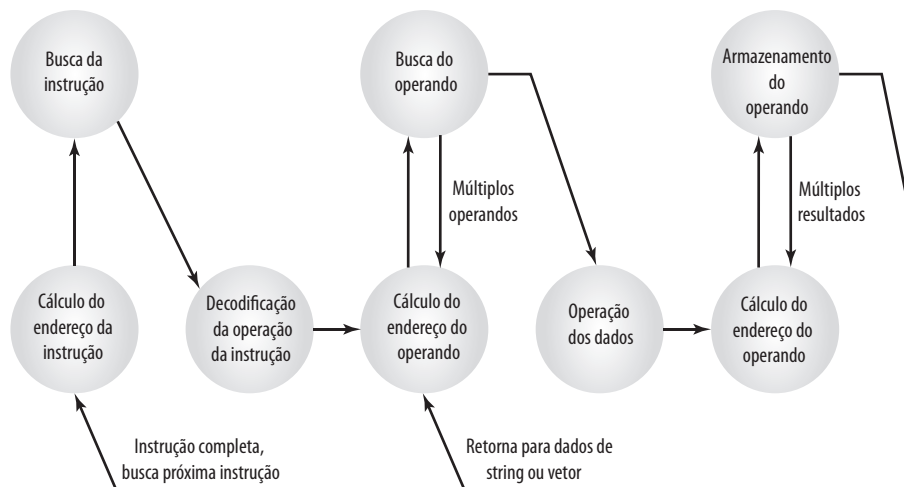 Busca da
instrução
Busca do
operando
Armazenamento
do
operando
Múltiplos
operandos
Múltiplos
resultados
Cálculo do
endereço da
instrução
Decodificação
da operação
da instrução
Cálculo do
endereço do
operando
Operação
dos dados
Cálculo do
endereço do
operando
Instrução completa,
busca próxima instrução
Retorna para dados de
string ou vetor